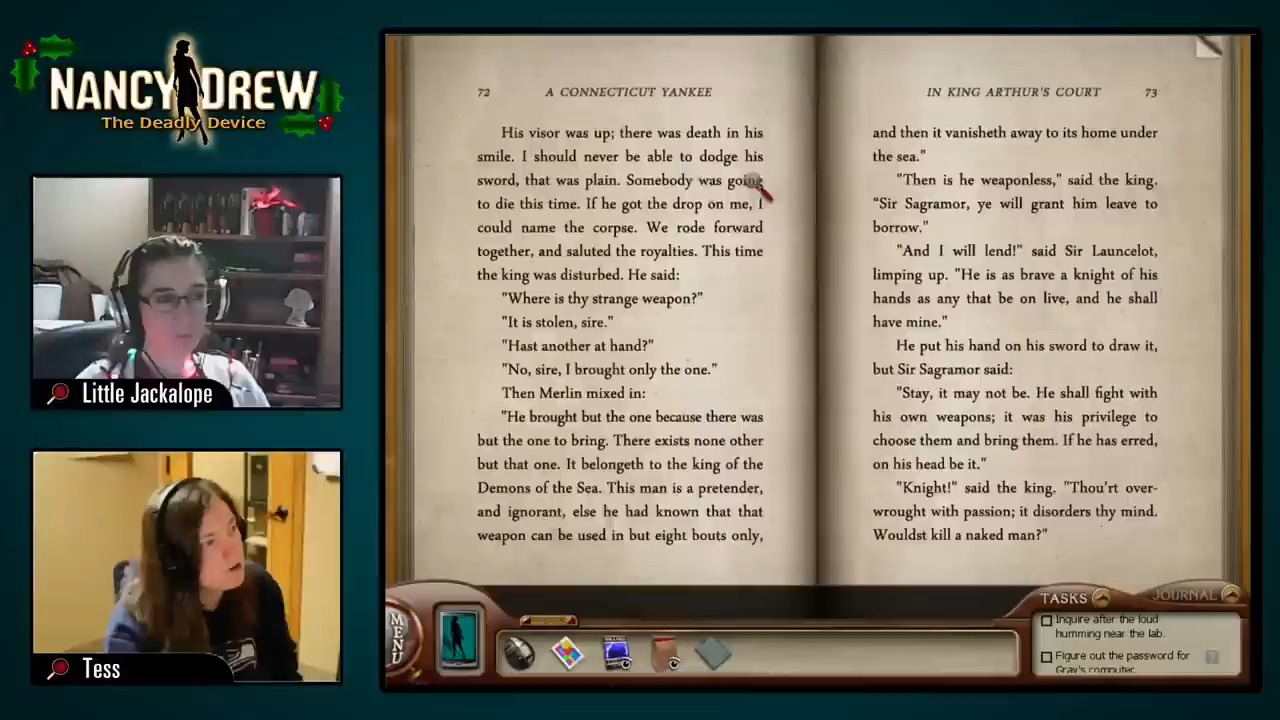 NANCY DREW
The Deadly Device
Little Jackalope
Tess
72 A CONNECTICUT YANKEE
His visor was up; there was death in his
smile. I should never be able to dodge his
sword, that was plain. Somebody was going
to die this time. If he got the drop on me, I
could name the corpse. We rode forward
together, and saluted the royalties. This time
the king was disturbed. He said:
"Where is thy strange weapon?"
"It is stolen, sire."
"Hast another at hand?"
"No, sire, I brought only the one."
Then Merlin mixed in:
"He brought but the one because there was
but the one to bring. There exists none other
but that one. It belongeth to the king of the
Demons of the Sea. This man is a pretender,
and ignorant, else he had known that that
weapon can be used in but eight bouts only,
IN KING ARTHUR'S COURT 73
and then it vanisheth away to its home under
the sea."
"Then is he weaponless," said the king.
“Sir Sagramor, ye will grant him leave to
borrow."
"And I will lend!" said Sir Launcelot,
limping up. "He is as brave a knight of his
hands as any that be on live, and he shall
have mine."
He put his hand on his sword to draw it,
but Sir Sagramor said:
"Stay, it may not be. He shall fight with
his own weapons; it was his privilege to
choose them and bring them. If he has erred,
on his head be it."
"Knight!" said the king. "Thou'rt over-
wrought with passion; it disorders thy mind.
Wouldst kill a naked man?"
MENU
TASKS
JOURNAL
Inquire after the loud
humming near the lab.
Figure out the password for
Gray's computer.
?